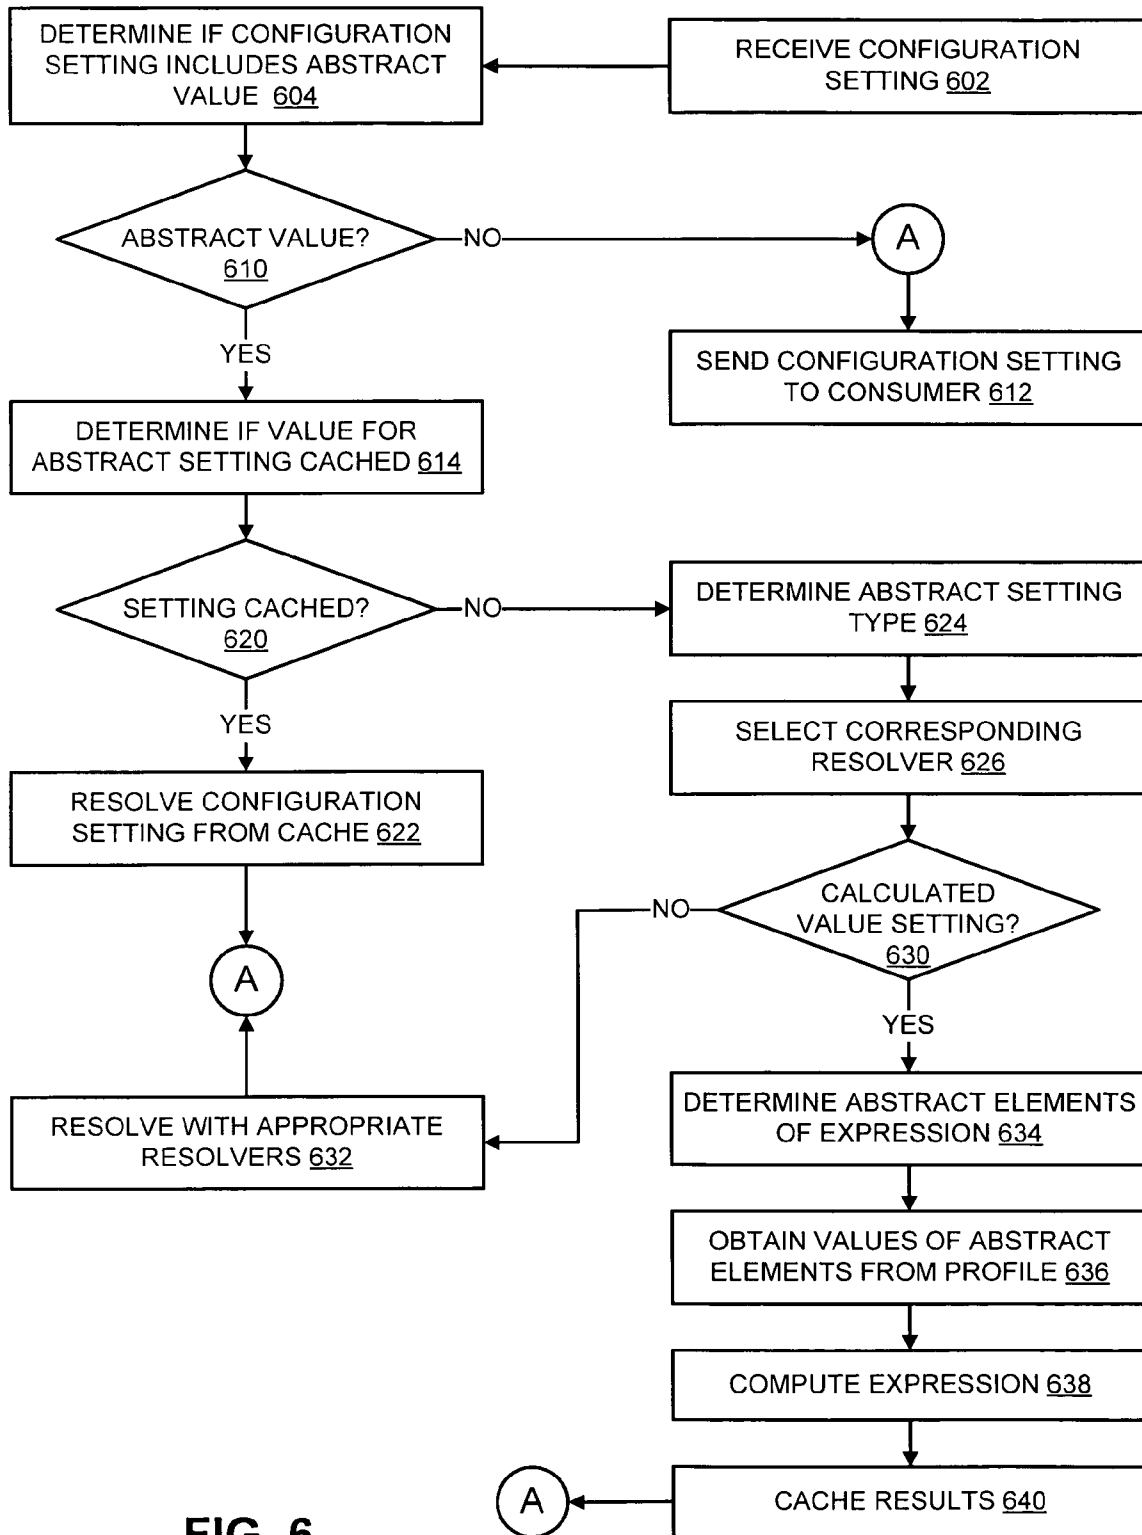 DETERMINE IF CONFIGURATION
SETTING INCLUDES ABSTRACT
VALUE 604
RECEIVE CONFIGURATION
SETTING 602
ABSTRACT VALUE?
610
NO
A
YES
SEND CONFIGURATION SETTING
TO CONSUMER 612
DETERMINE IF VALUE FOR
ABSTRACT SETTING CACHED 614
SETTING CACHED?
620
NO
DETERMINE ABSTRACT SETTING
TYPE 624
YES
SELECT CORRESPONDING
RESOLVER 626
RESOLVE CONFIGURATION
SETTING FROM CACHE 622
CALCULATED
VALUE SETTING?
630
NO
A
YES
RESOLVE WITH APPROPRIATE
RESOLVERS 632
DETERMINE ABSTRACT ELEMENTS
OF EXPRESSION 634
OBTAIN VALUES OF ABSTRACT
ELEMENTS FROM PROFILE 636
COMPUTE EXPRESSION 638
A
CACHE RESULTS 640
FIG. 6